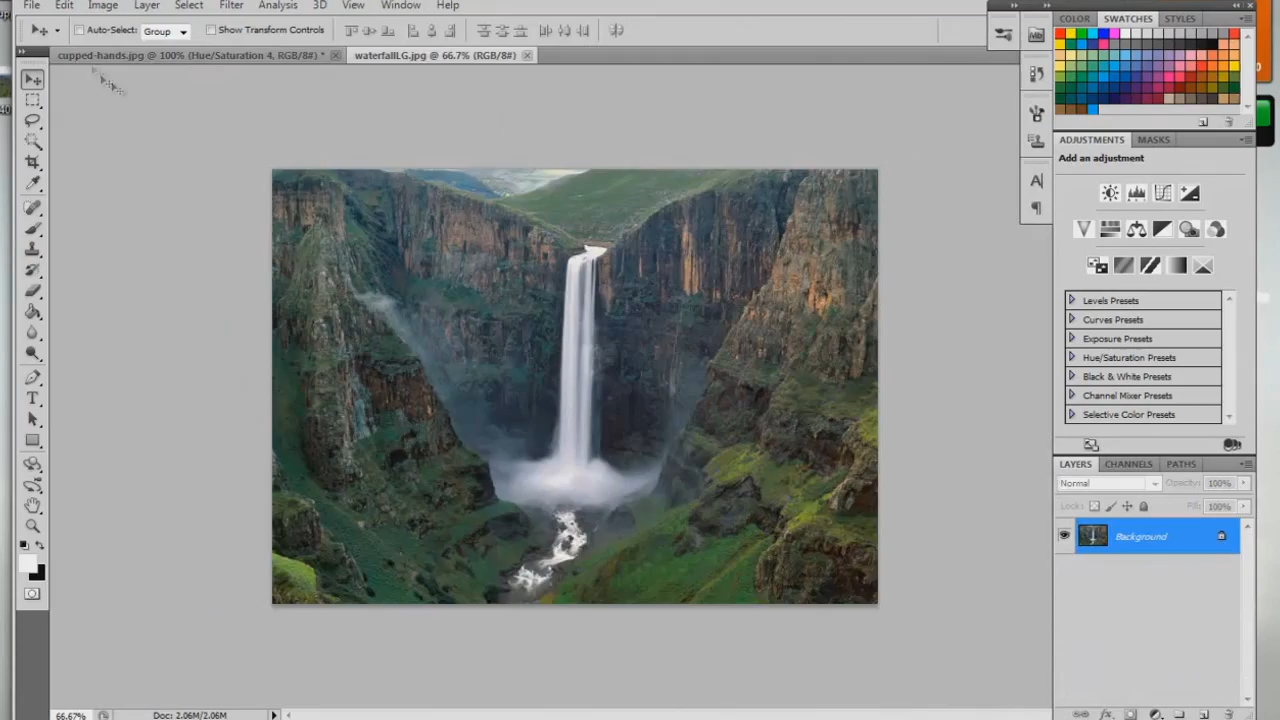 File Edit Image Layer Select Filter Analysis 3D View Window Help
Auto-Select: Group Show Transform Controls
cupped-hands.jpg @ 100% (Hue/Saturation 4, RGB/8#) * waterfallLG.jpg @ 66.7% (RGB/8#)
COLOR SWATCHES STYLES
ADJUSTMENTS MASKS
Add an adjustment
Levels Presets
Curves Presets
Exposure Presets
Hue/Saturation Presets
Black & White Presets
Channel Mixer Presets
Selective Color Presets
LAYERS CHANNELS PATHS
Normal Opacity: 100%
Locks Fill: 100%
Background
66.67% Doc: 2.06M/2.06M